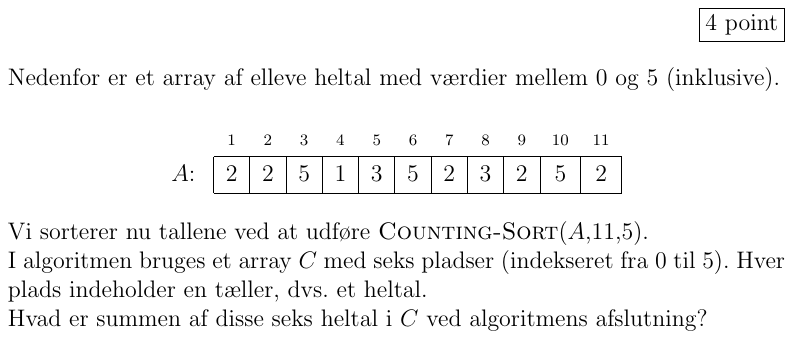 4 point
Nedenfor er et array af elleve heltal med værdier mellem 0 og 5 (inklusive).
1 2 3 4 5 6 7 8 9 10 11
A: 2 2 5 1 3 5 2 3 2 5 2
Vi sorterer nu tallene ved at udføre COUNTING-SORT(A,11,5).
I algoritmen bruges et array C med seks pladser (indekseret fra 0 til 5). Hver
plads indeholder en tæller, dvs. et heltal.
Hvad er summen af disse seks heltal i C ved algoritmens afslutning?